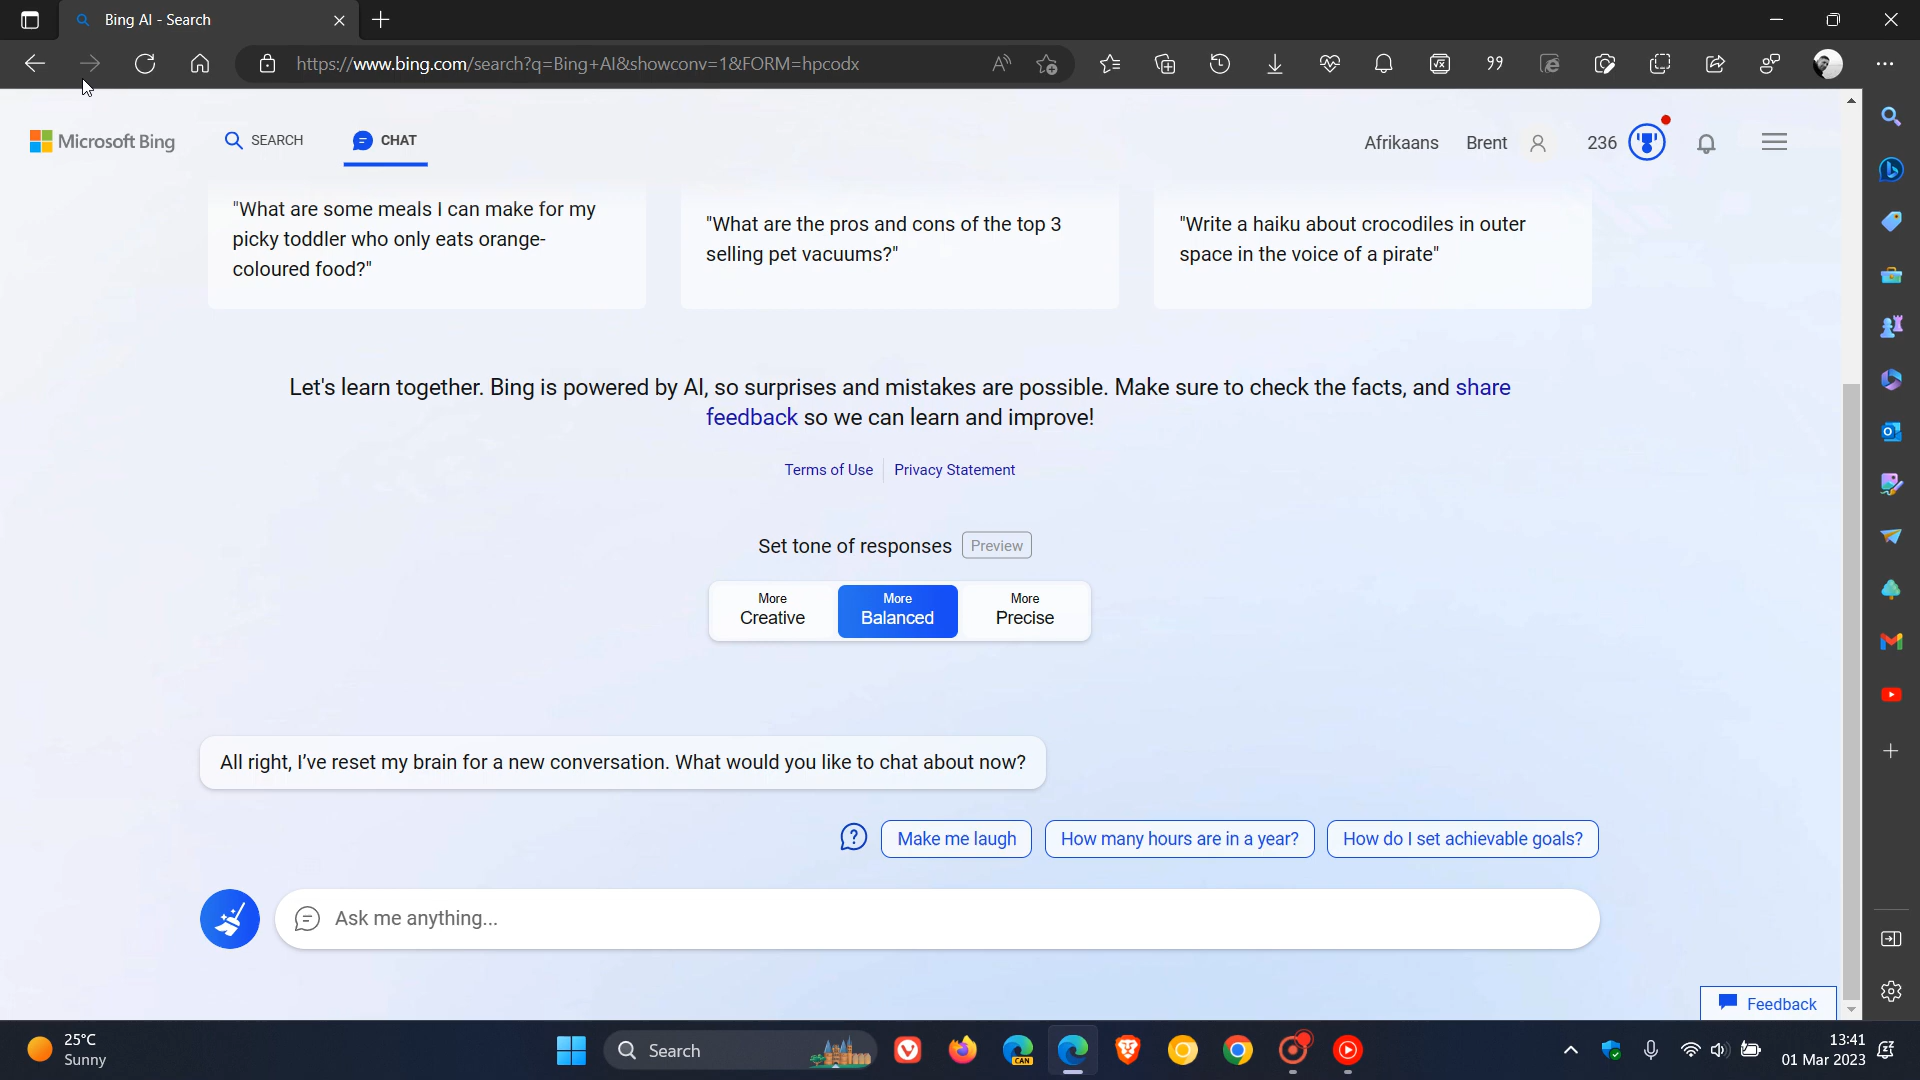 Bing AI - Search
https://www.bing.com/search?q=Bing+AI&showconv=1&FORM=hpcodx
Microsoft Bing
SEARCH
CHAT
Afrikaans
Brent
236
"What are some meals I can make for my
picky toddler who only eats orange-
coloured food?"
"What are the pros and cons of the top 3
selling pet vacuums?"
"Write a haiku about crocodiles in outer
space in the voice of a pirate"
Let's learn together. Bing is powered by AI, so surprises and mistakes are possible. Make sure to check the facts, and share
feedback so we can learn and improve!
Terms of Use
Privacy Statement
Set tone of responses
Preview
More
Creative
More
Balanced
More
Precise
All right, I've reset my brain for a new conversation. What would you like to chat about now?
Make me laugh
How many hours are in a year?
How do I set achievable goals?
Ask me anything...
Feedback
25°C
Sunny
Search
CAN
13:41
01 Mar 2023